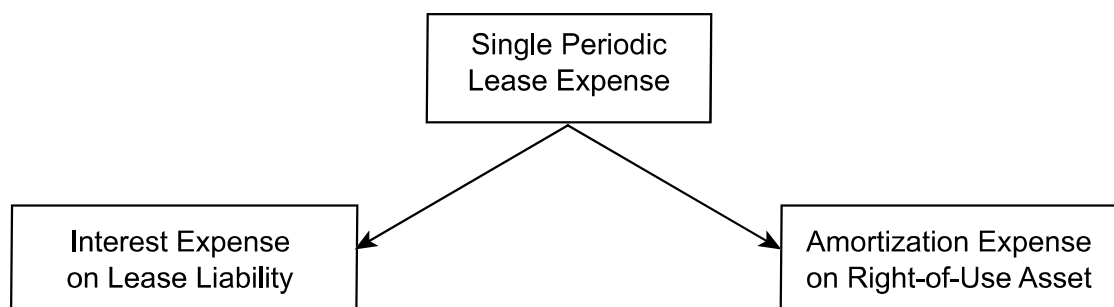 Single Periodic
Lease Expense
Interest Expense
on Lease Liability
Amortization Expense
on Right-of-Use Asset